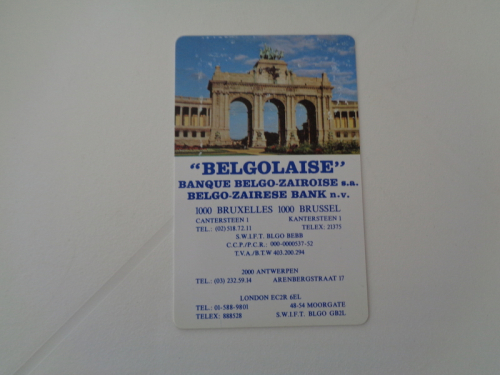 "BELGOLAISE"
BANQUE BELGO-ZAIROISE s.a.
BELGO-ZAIRESE BANK n.v.
1000 BRUXELLES 1000 BRUSSEL
CANTERSTEEN 1 KANTERSTEEN 1
TEL.: (02) 518.72.11 TELEX: 21375
S.W.I.F.T. BLGO BEBB
C.C.P./P.C.R.: 000-0000537-52
T.V.A./B.T.W 403.200.294
2000 ANTWERPEN
TEL.: (03) 232.59.14 ARENBERGSTRAAT 17
LONDON EC2R 6EL
TEL.: 01-588-9801 48-54 MOORGATE
TELEX: 888528 S.W.I.F.T. BLGO GB2L